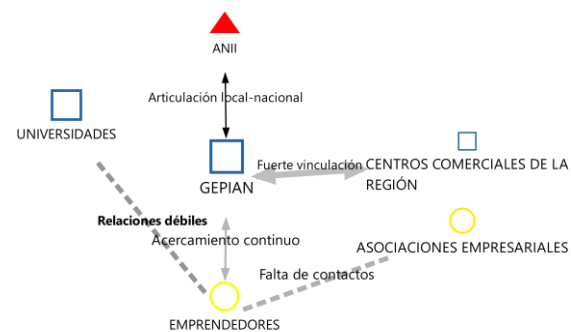 ANII
Articulación local-nacional
UNIVERSIDADES
Fuerte vinculación
CENTROS COMERCIALES DE LA
REGIÓN
GEPIAN
Relaciones débiles
Acercamiento continuo
ASOCIACIONES EMPRESARIALES
Falta de contactos
EMPRENDEDORES